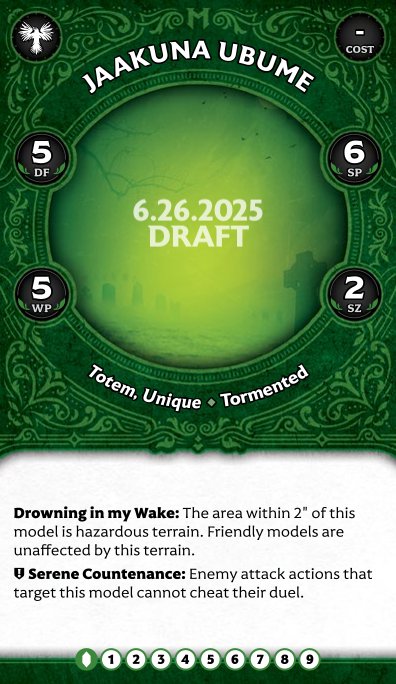 M
JAAKUNA UBUME
-
COST
5
DF
6
SP
6.26.2025
DRAFT
5
WP
2
SZ
Totem, Unique ◆ Tormented
Drowning in my Wake: The area within 2" of this
model is hazardous terrain. Friendly models are
unaffected by this terrain.
Serene Countenance: Enemy attack actions that
target this model cannot cheat their duel.
1 2 3 4 5 6 7 8 9